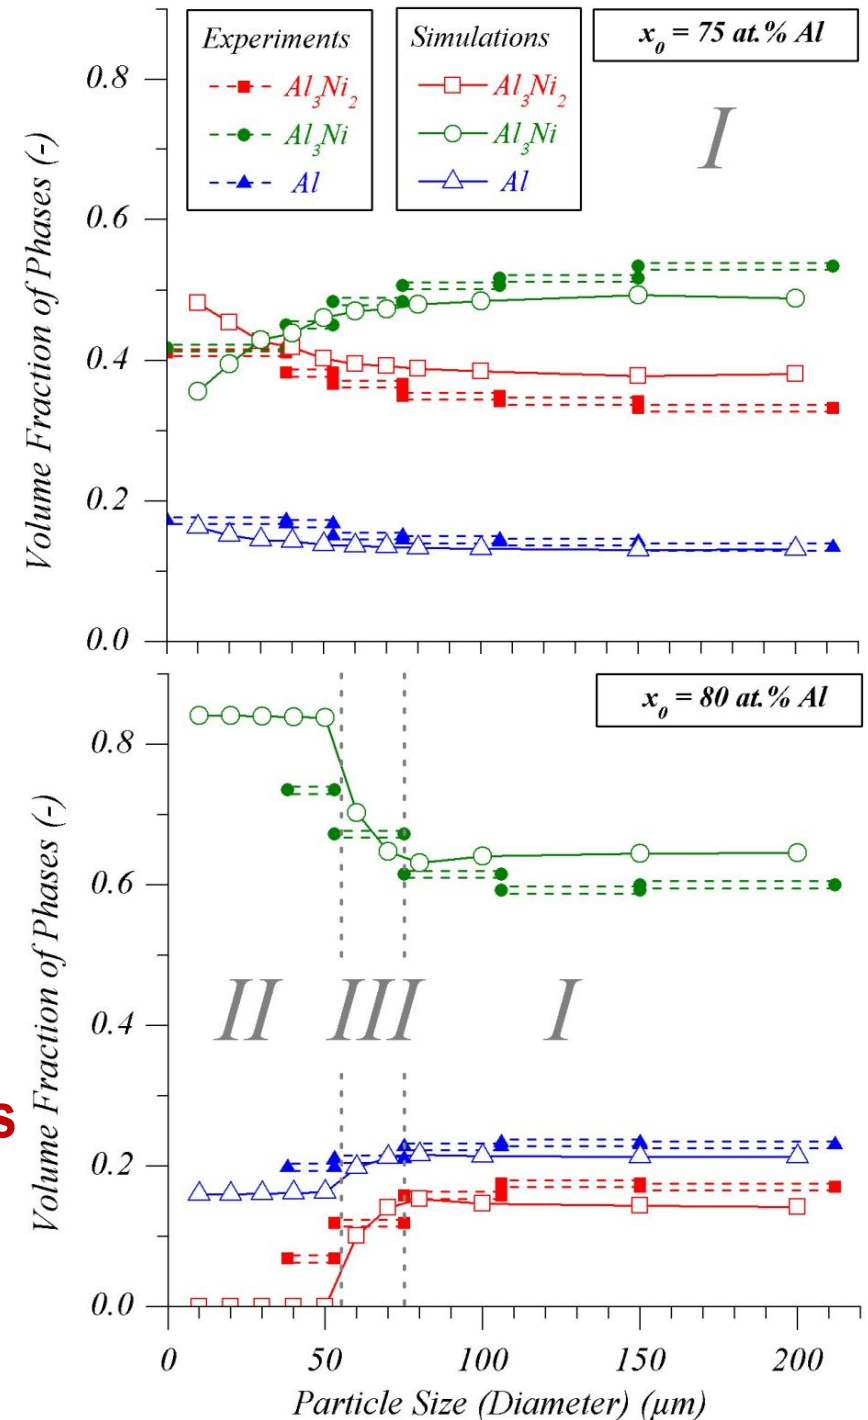 Experiments
Al3Ni2
Al3Ni
Al
Simulations
Al3Ni2
Al3Ni
Al
x0 = 75 at.% Al
I
Volume Fraction of Phases (-)
0.8
0.6
0.4
0.2
0.0
x0 = 80 at.% Al
II
III
I
s
Volume Fraction of Phases (-)
0.8
0.6
0.4
0.2
0.0
0 50 100 150 200
Particle Size (Diameter) (µm)